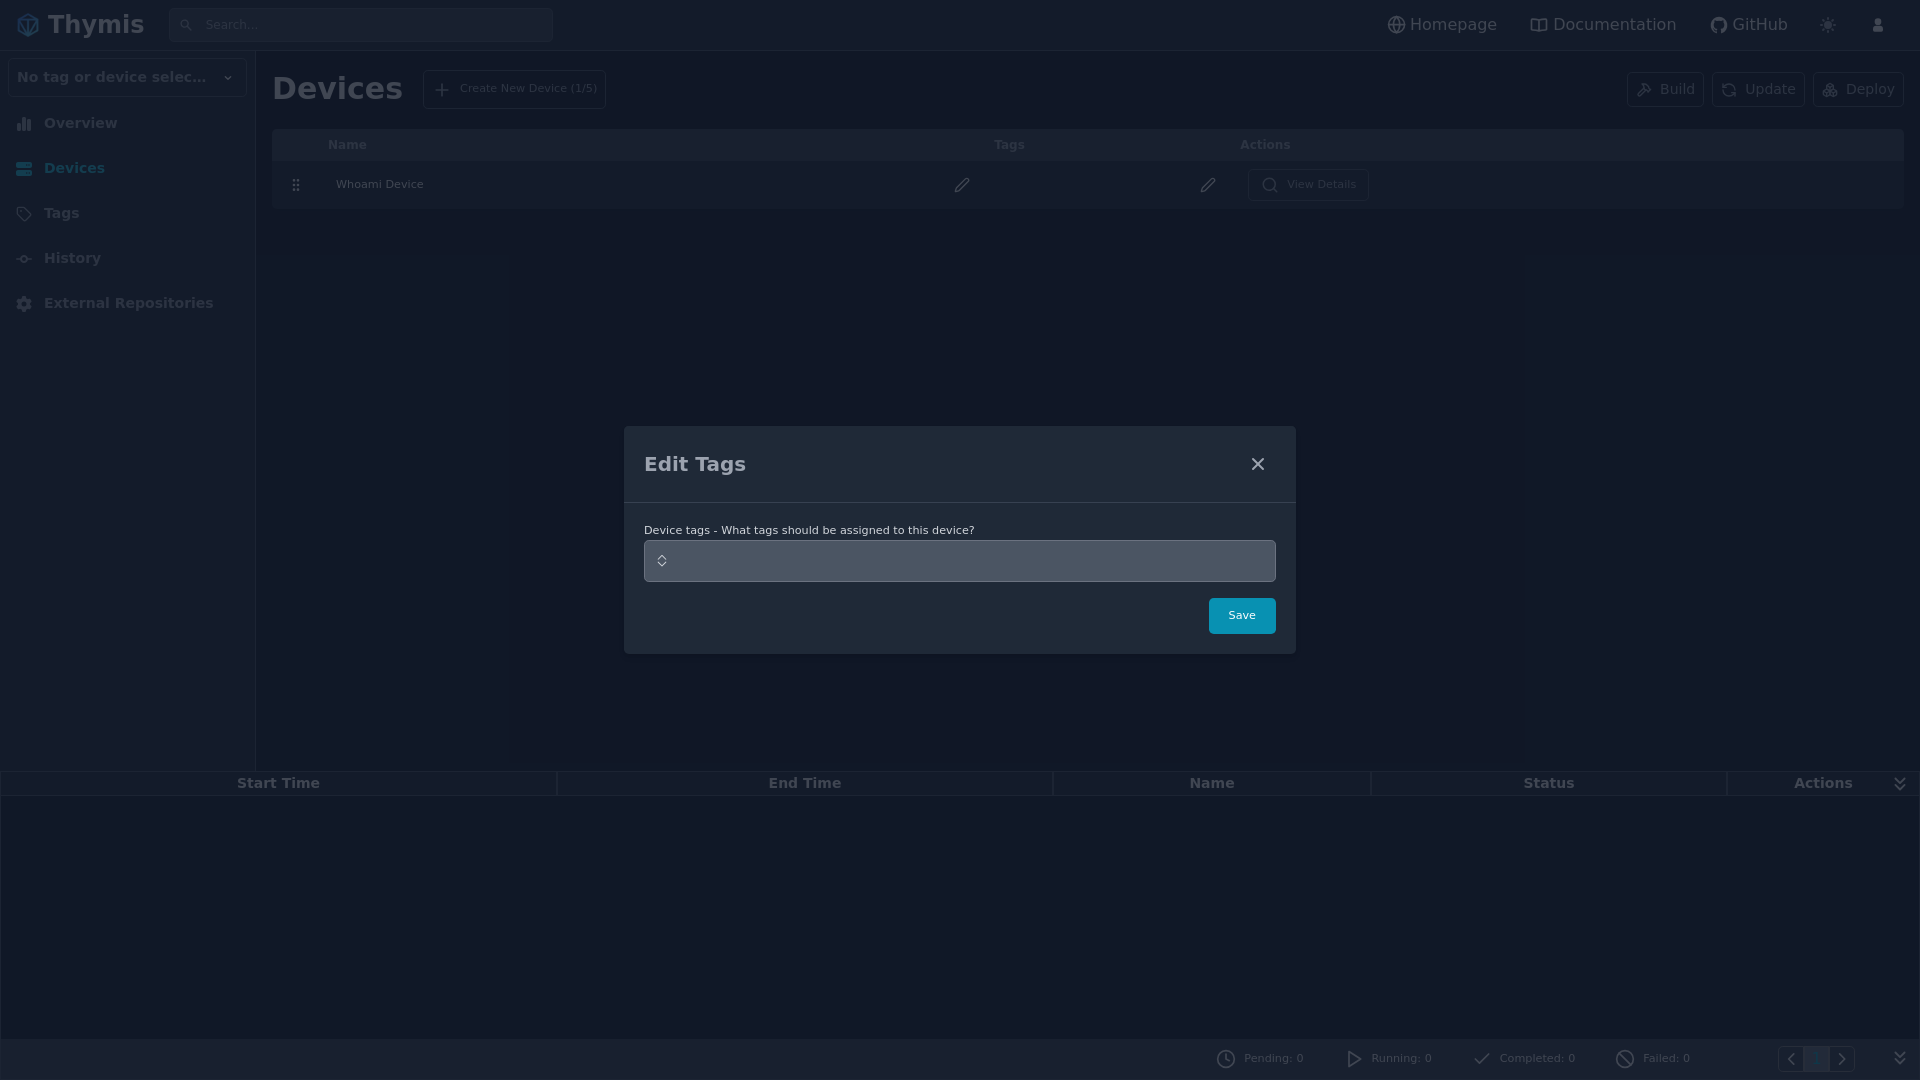 Thymis
Search...
Homepage
Documentation
GitHub
No tag or device selec...
Overview
Devices
Tags
History
External Repositories
Devices
Create New Device (1/5)
Build
Update
Deploy
Name
Tags
Actions
Whoami Device
View Details
Edit Tags
Device tags - What tags should be assigned to this device?
Save
Start Time
End Time
Name
Status
Actions
Pending: 0
Running: 0
Completed: 0
Failed: 0